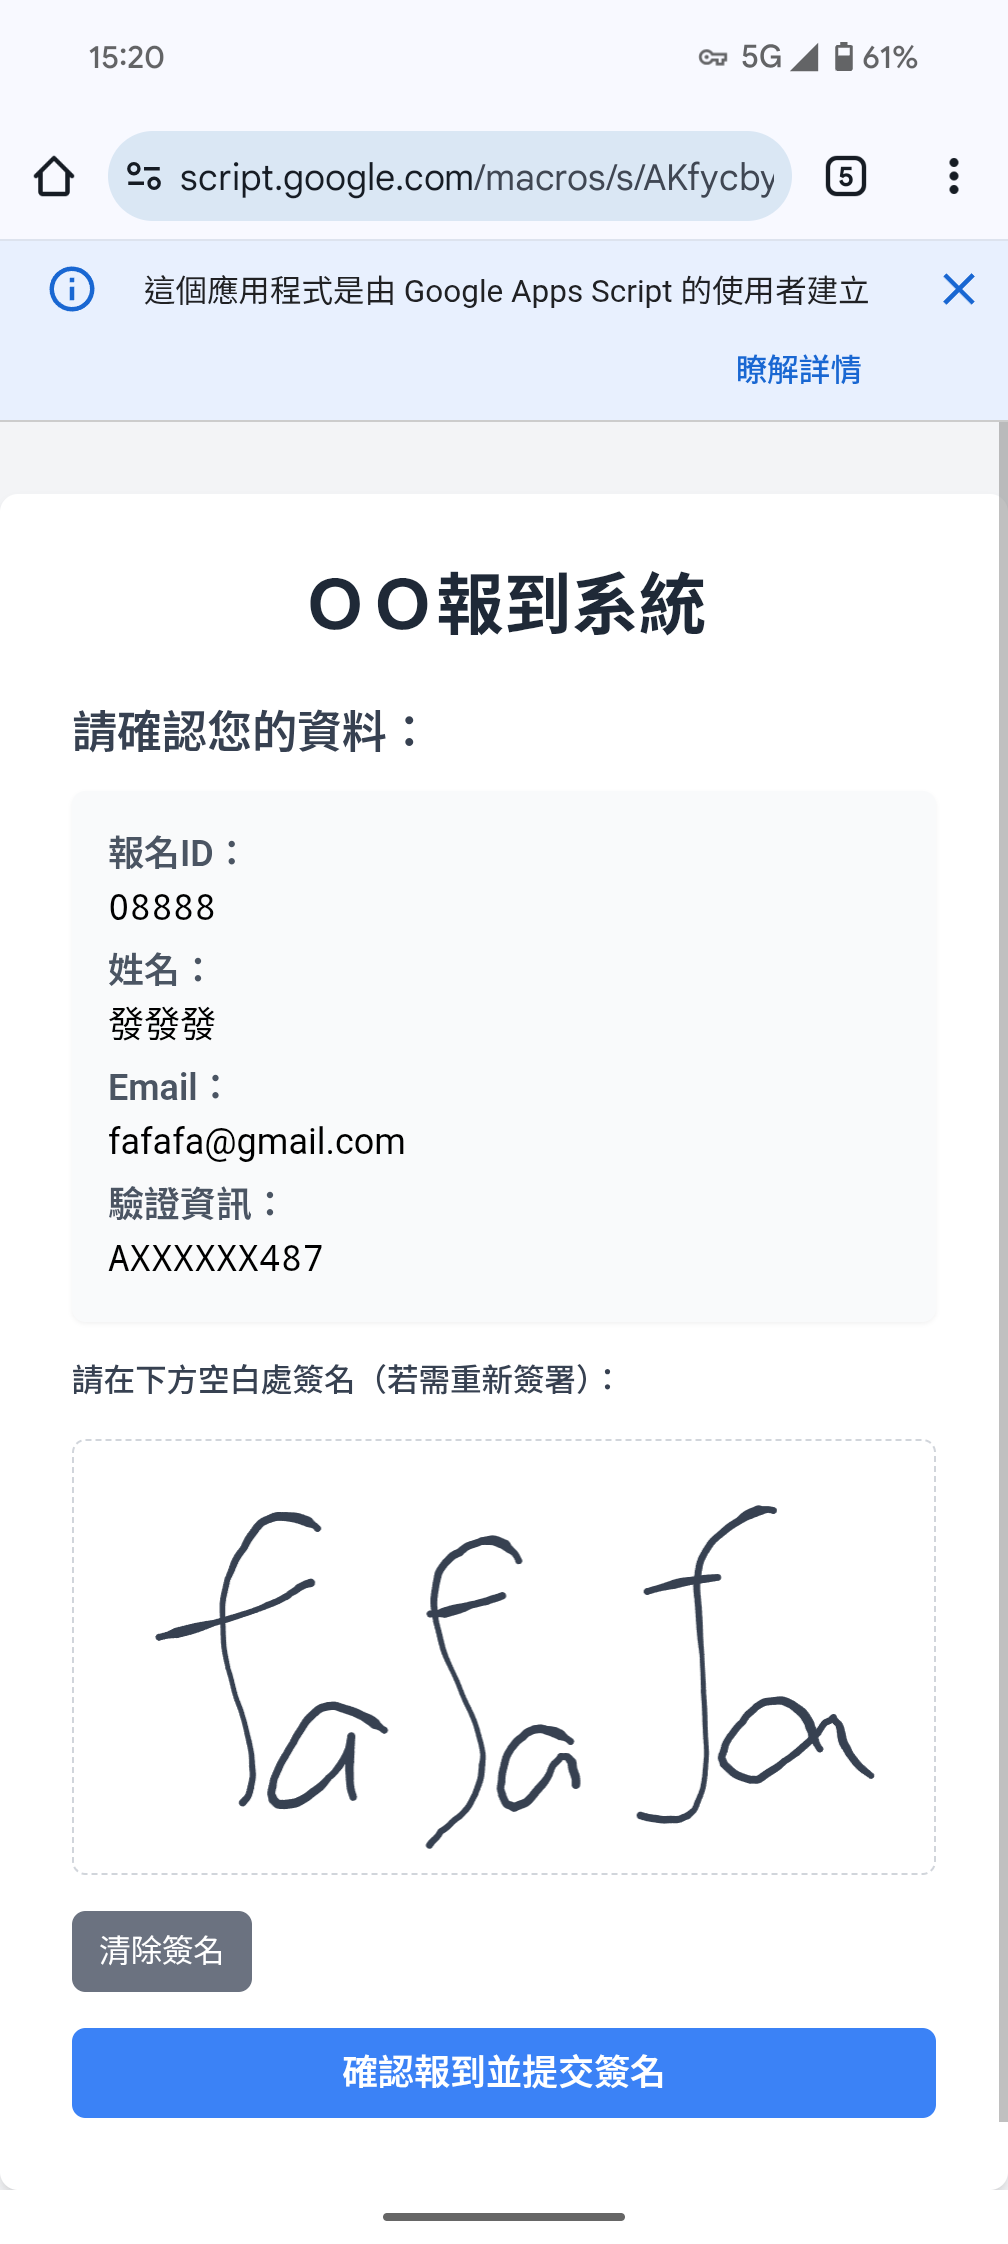 15:20
5G 61%
script.google.com/macros/s/AKfycby
5
這個應用程式是由 Google Apps Script 的使用者建立
瞭解詳情
ＯＯ報到系統
請確認您的資料：
報名ID：
08888
姓名：
發發發
Email：
fafafa@gmail.com
驗證資訊：
AXXXXXX487
請在下方空白處簽名（若需重新簽署）：
fafafa
清除簽名
確認報到並提交簽名